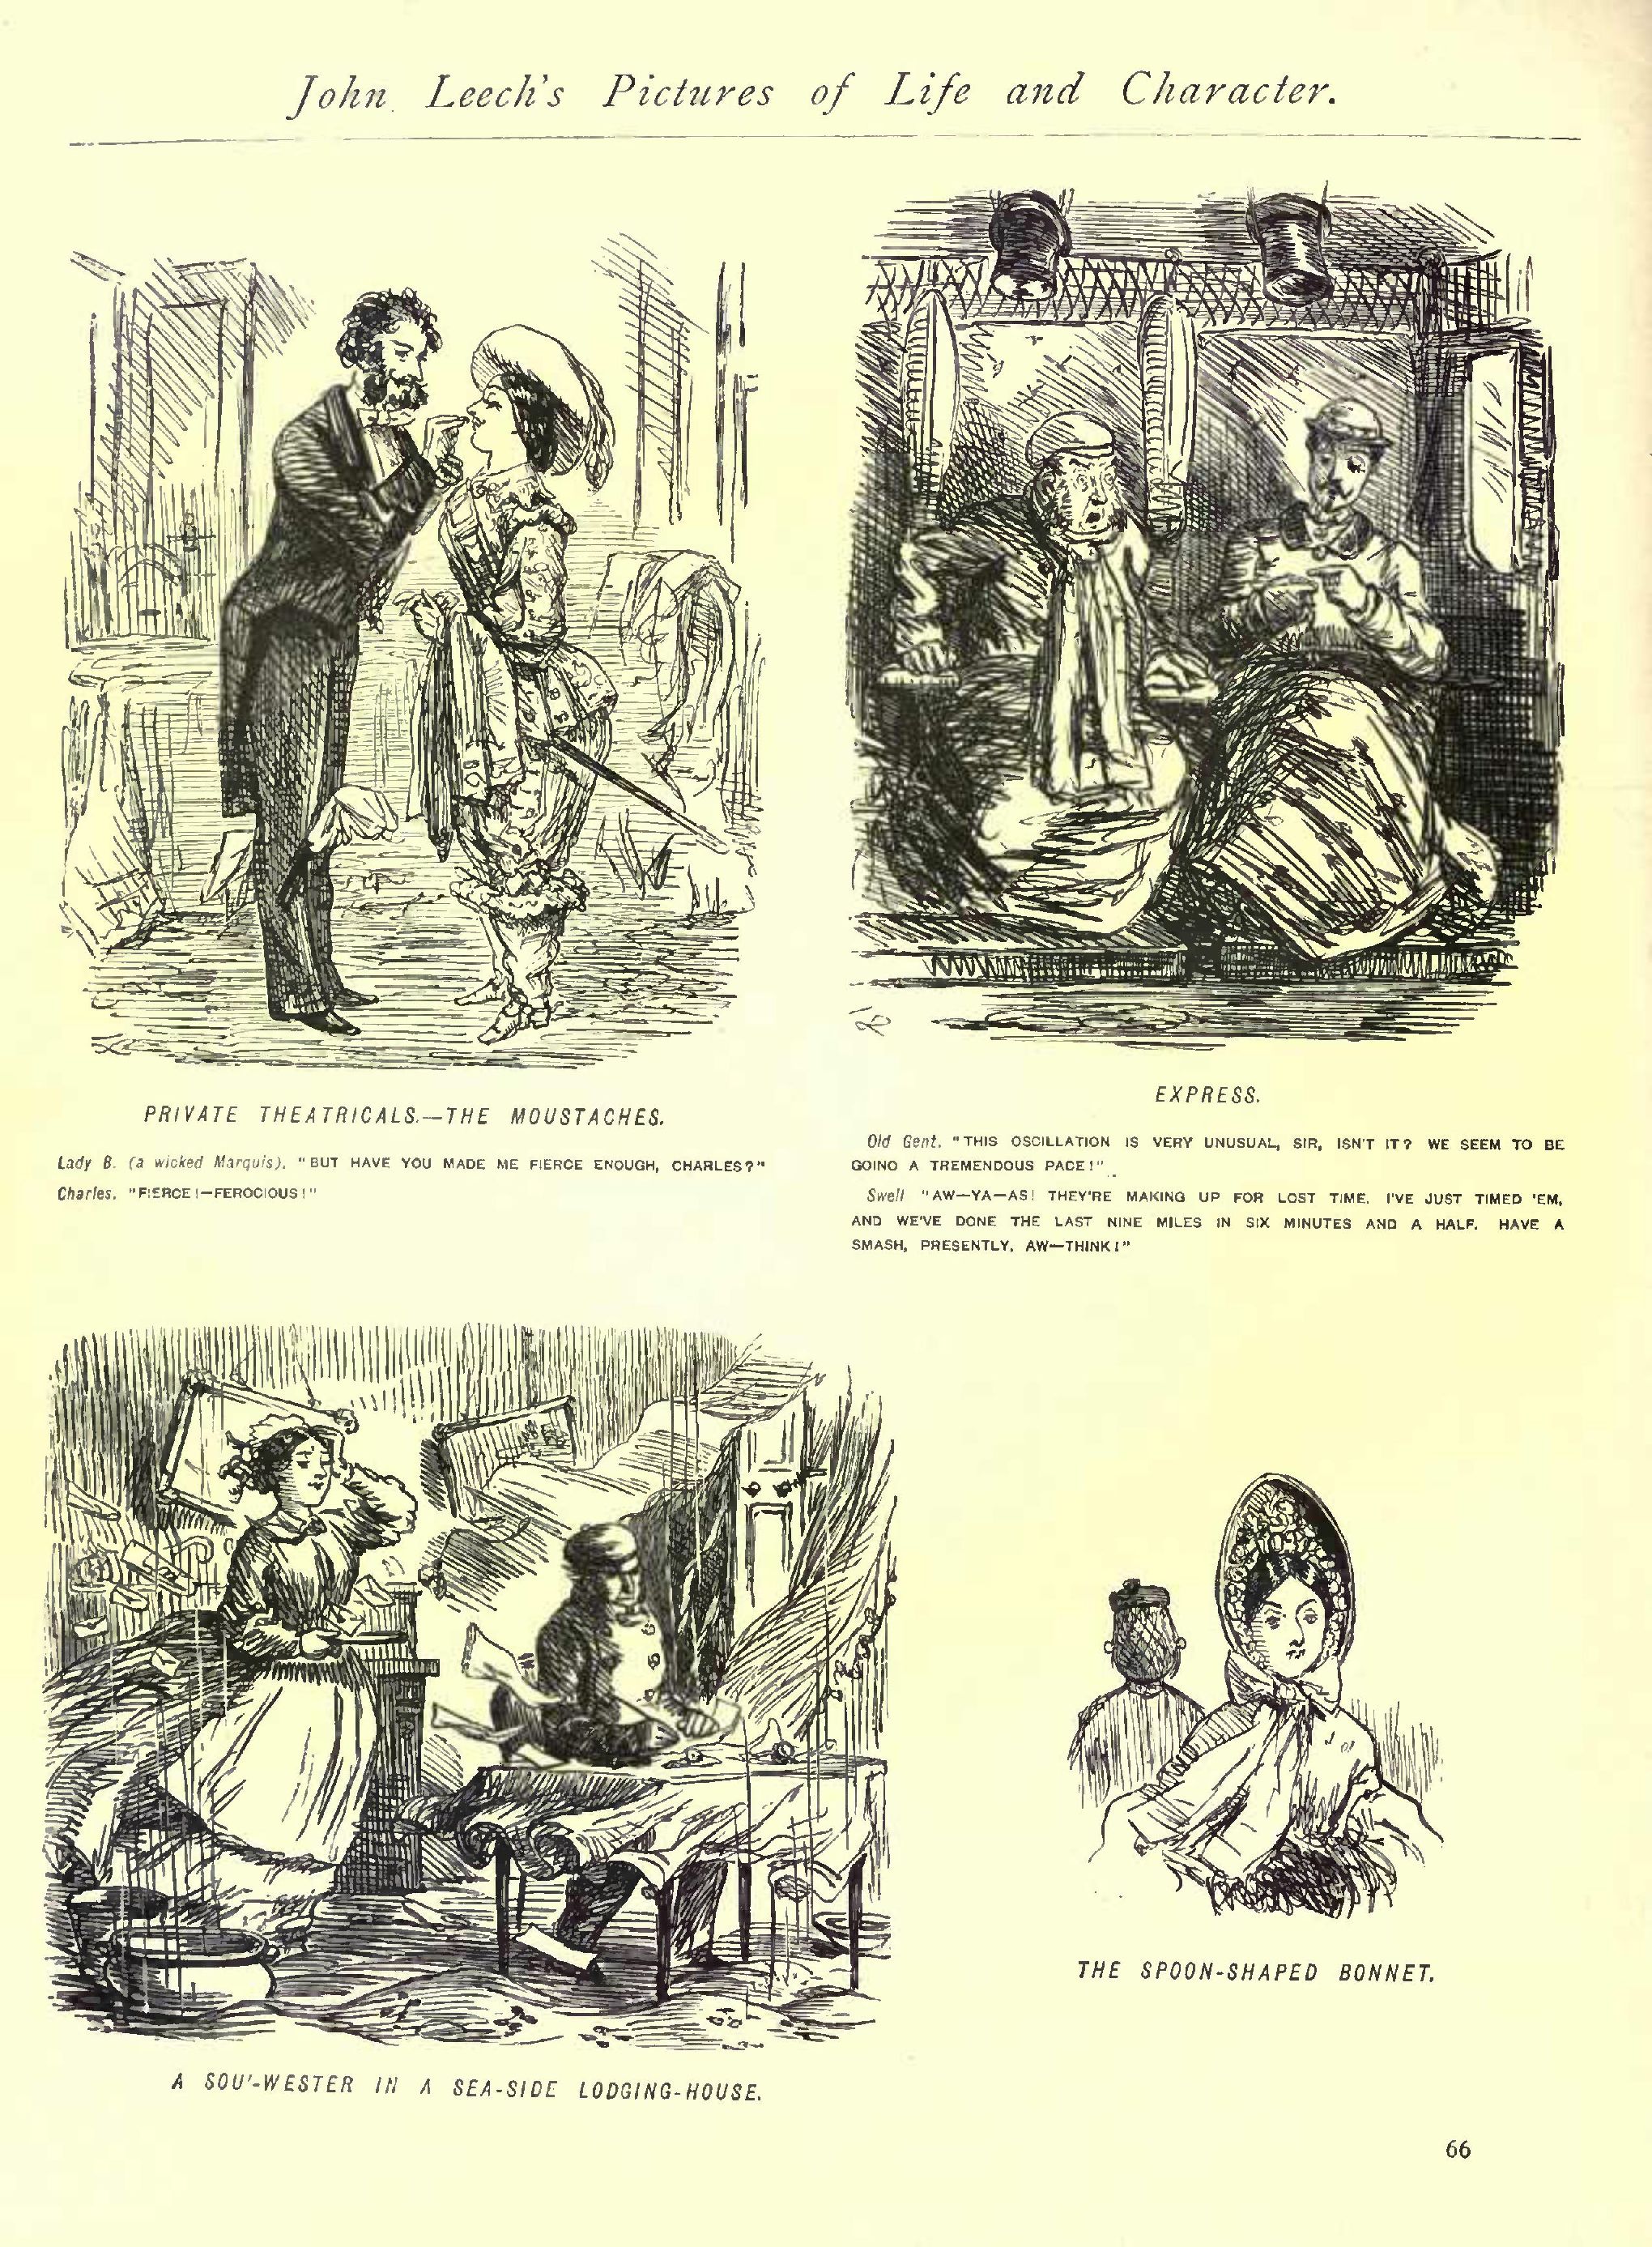 John Leech's Pictures of Life and Character.
PRIVATE THEATRICALS.—THE MOUSTACHES.
Lady B. (a wicked Marquis). "BUT HAVE YOU MADE ME FIERCE ENOUGH, CHARLES?"
Charles. "FIERCE!—FEROCIOUS!"
EXPRESS.
Old Gent. "THIS OSCILLATION IS VERY UNUSUAL, SIR, ISN'T IT? WE SEEM TO BE
GOING A TREMENDOUS PACE!"
Swell "AW—YA—AS! THEY'RE MAKING UP FOR LOST TIME. I'VE JUST TIMED 'EM,
AND WE'VE DONE THE LAST NINE MILES IN SIX MINUTES AND A HALF. HAVE A
SMASH, PRESENTLY, AW—THINK!"
A SOU'-WESTER IN A SEA-SIDE LODGING-HOUSE.
THE SPOON-SHAPED BONNET.
66